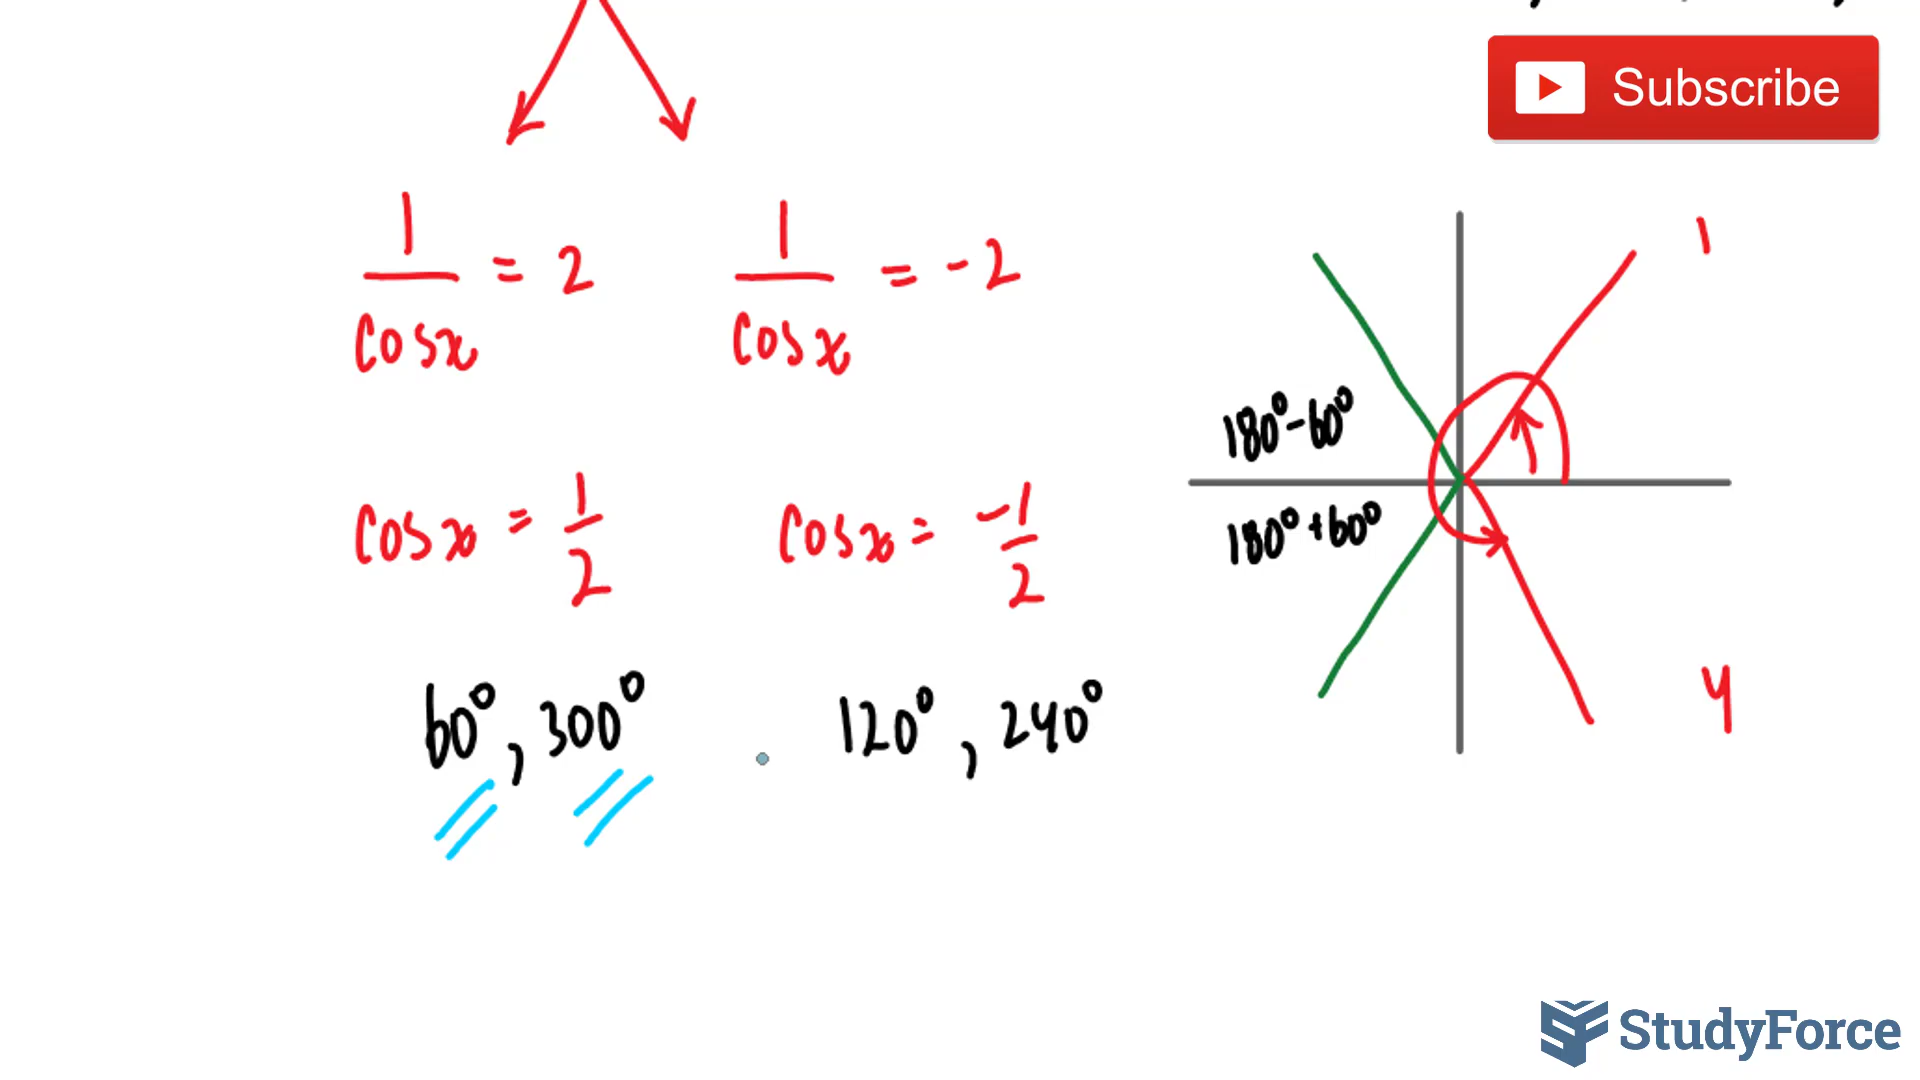 Subscribe
1/cosx = 2
1/cosx = -2
1
180°-60°
180°+60°
cosx = 1/2
cosx = -1/2
60°, 300°
120°, 240°
4
StudyForce